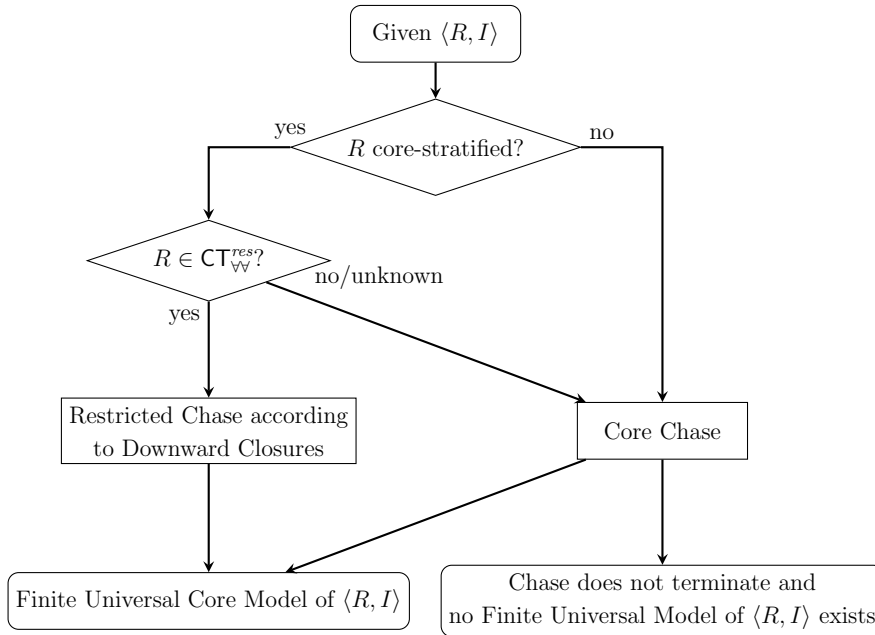 Given ⟨R, I⟩
yes
no
R core-stratified?
R ∈ CT^{res}_{∀∀}?
no/unknown
yes
Restricted Chase according
to Downward Closures
Core Chase
Finite Universal Core Model of ⟨R, I⟩
Chase does not terminate and
no Finite Universal Model of ⟨R, I⟩ exists